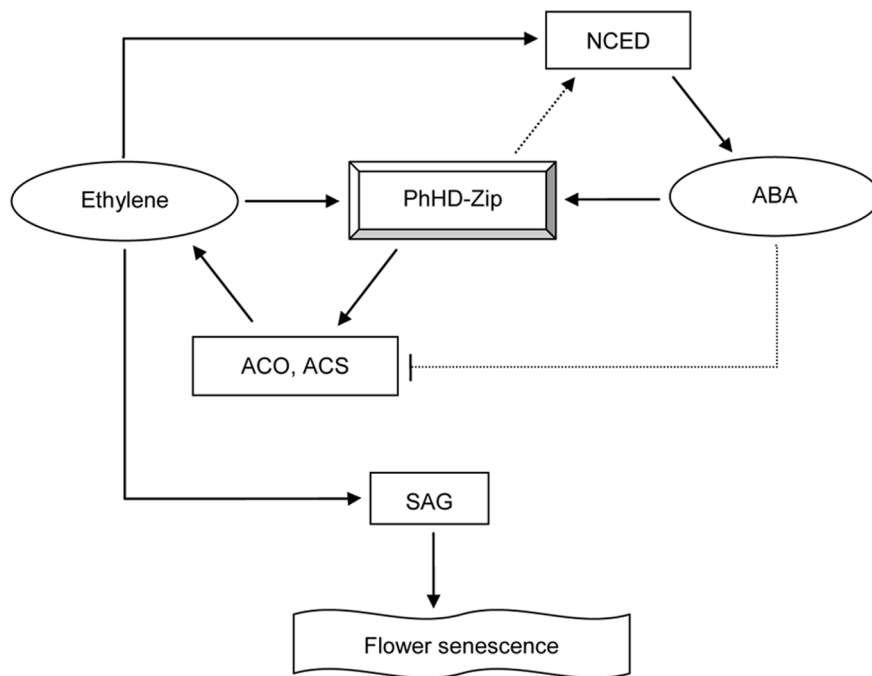 NCED
Ethylene
PhHD-Zip
ABA
ACO, ACS
SAG
Flower senescence